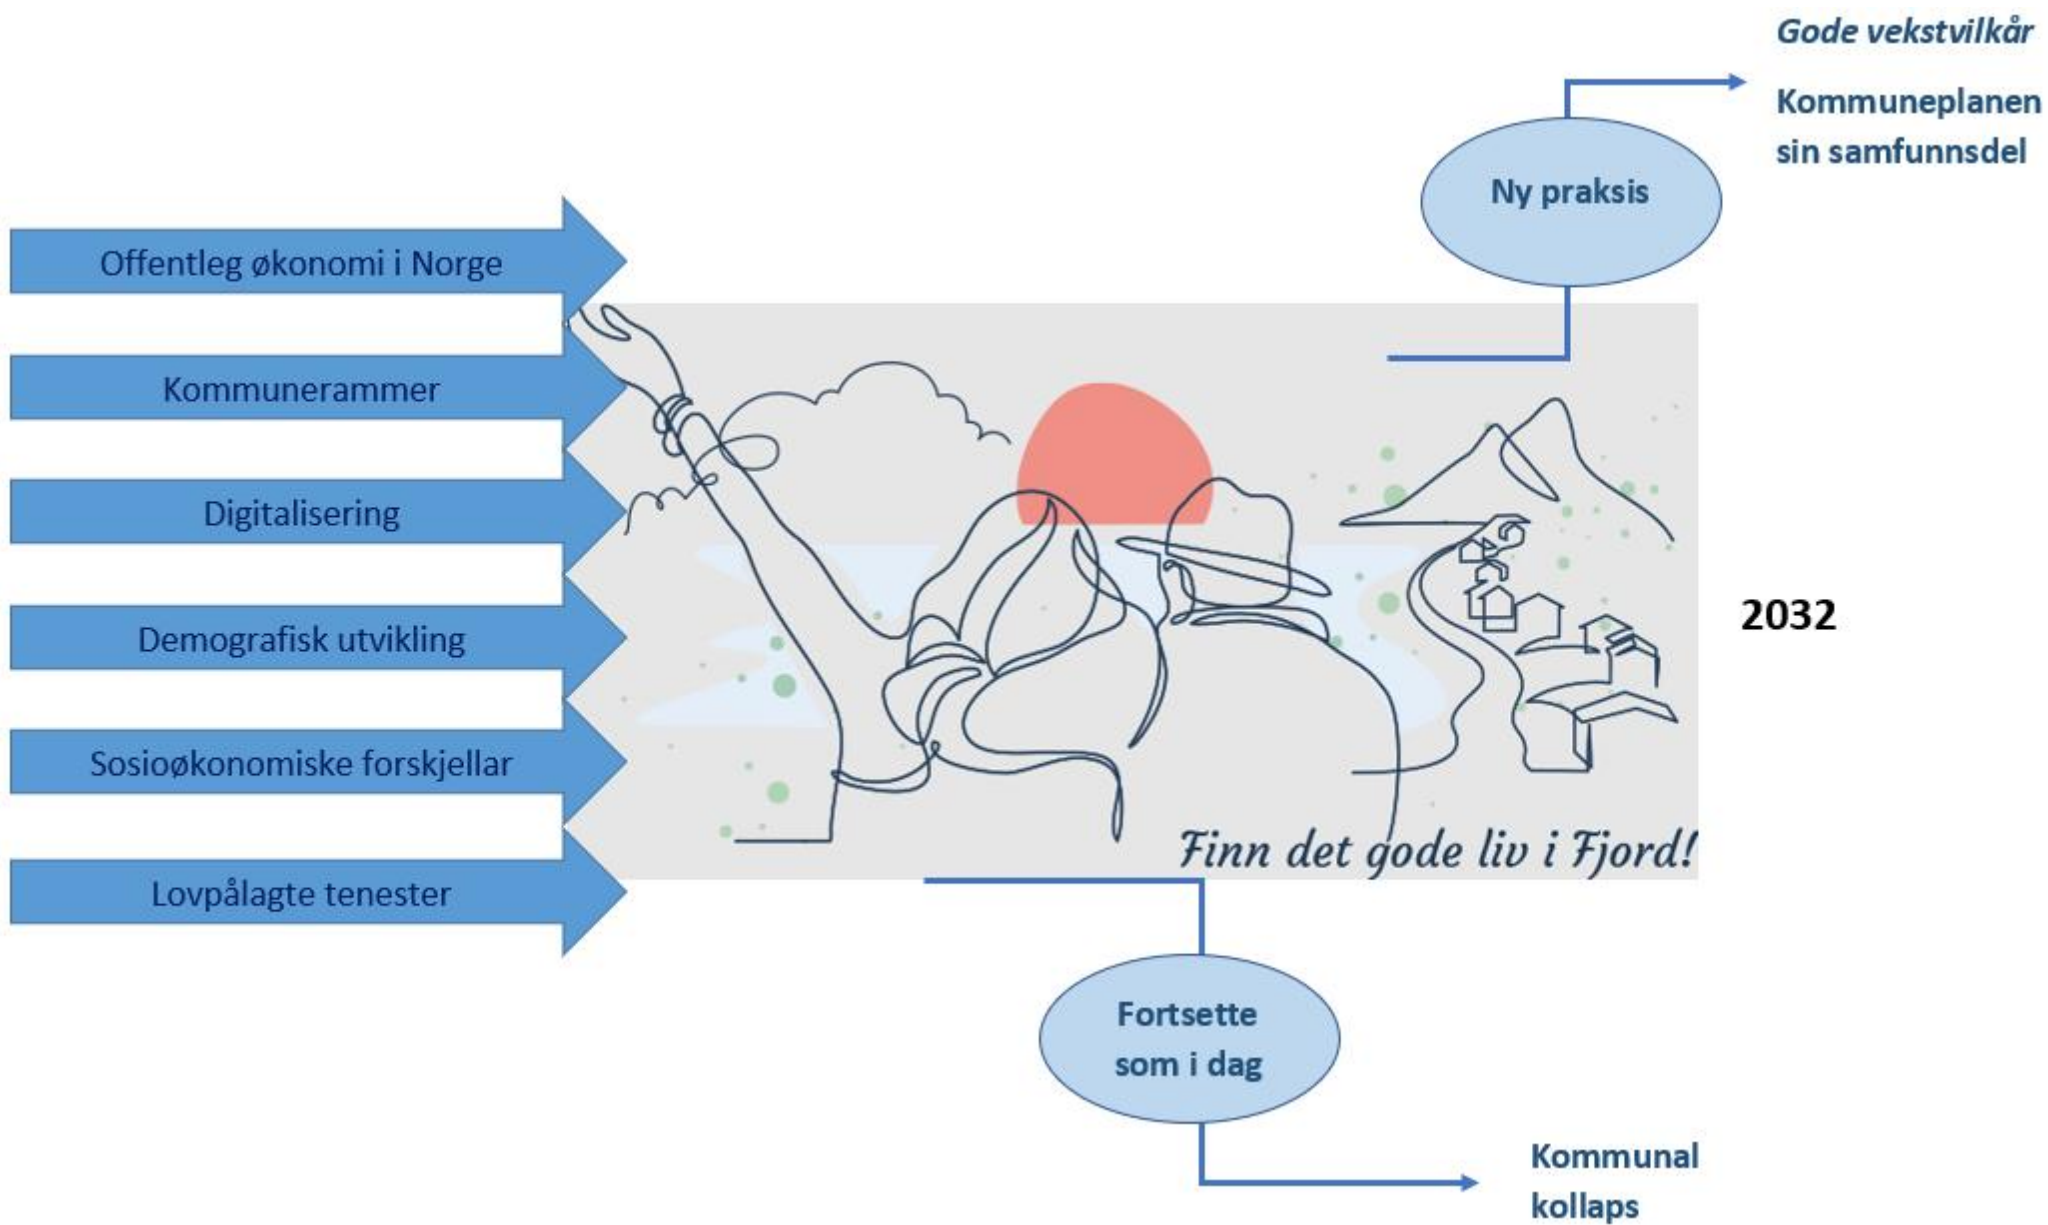 Gode vekstvilkår
Kommuneplanen
sin samfunnsdel
Ny praksis
Offentleg økonomi i Norge
Kommunerammer
Digitalisering
Demografisk utvikling
Sosioøkonomiske forskjellar
Lovpålagte tenester
2032
Finn det gode liv i Fjord!
Fortsette
som i dag
Kommunal
kollaps